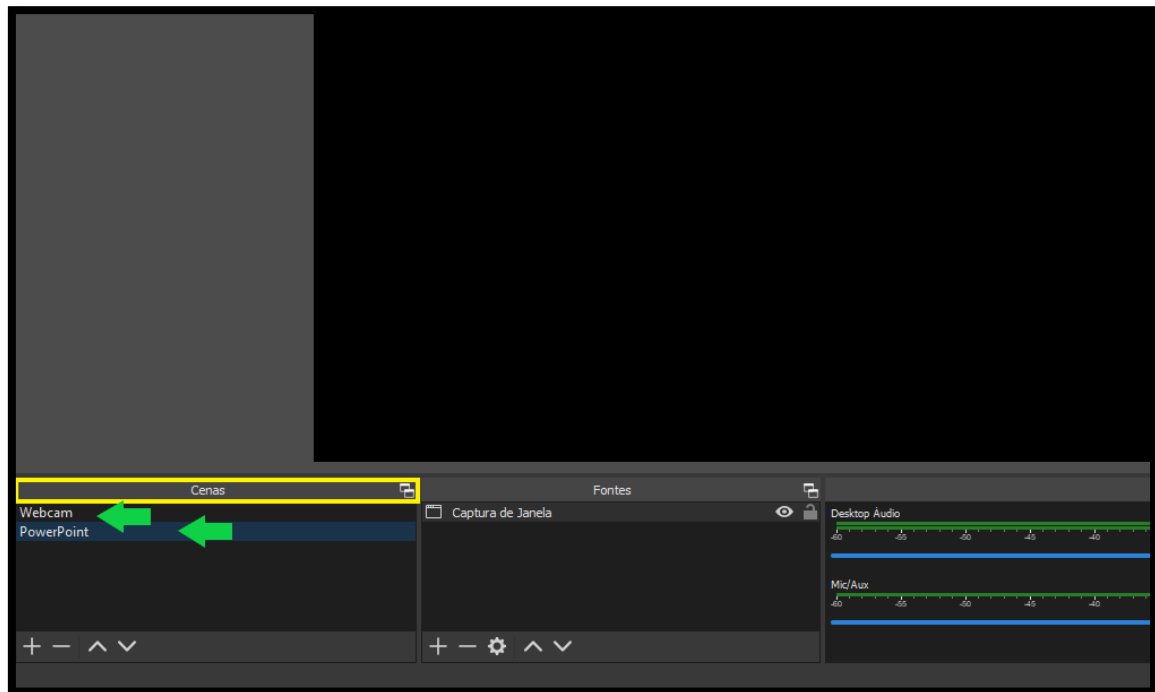 Cenas
Webcam
PowerPoint
Fontes
Captura de Janela
Desktop Áudio
-60 -55 -50 -45 -40
Mic/Aux
-60 -55 -50 -45 -40